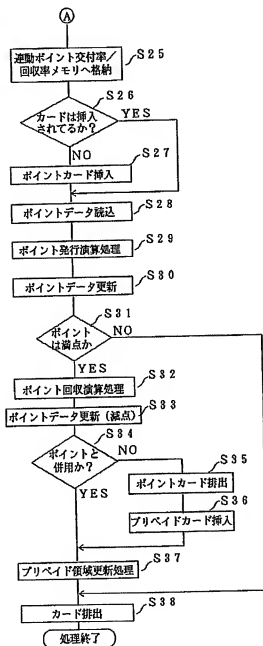 A
S25
連動ポイント交付率/
回収率メモリへ格納
S26
カードは挿入
されてるか?
YES
NO
S27
ポイントカード挿入
S28
ポイントデータ読込
S29
ポイント発行演算処理
S30
ポイントデータ更新
S31
ポイント
は満点か
NO
YES
S32
ポイント回収演算処理
S33
ポイントデータ更新(減点)
S34
ポイントと
併用か?
NO
YES
S35
ポイントカード排出
S36
プリペイドカード挿入
S37
プリペイド領域更新処理
S38
カード排出
処理終了